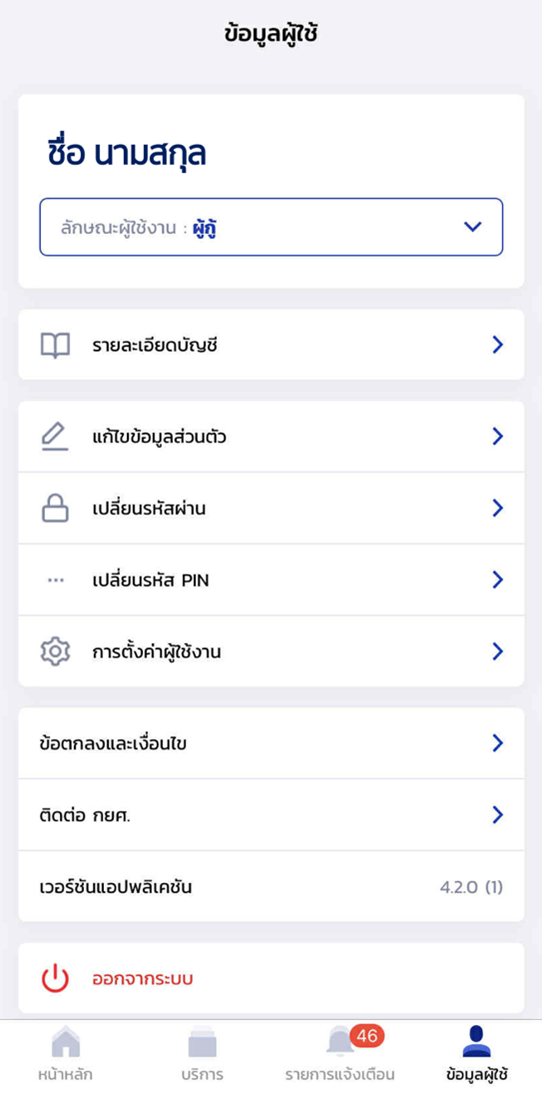 ข้อมูลผู้ใช้
ชื่อ นามสกุล
ลักษณะผู้ใช้งาน : ผู้กู้
รายละเอียดบัญชี
แก้ไขข้อมูลส่วนตัว
เปลี่ยนรหัสผ่าน
เปลี่ยนรหัส PIN
การตั้งค่าผู้ใช้งาน
ข้อตกลงและเงื่อนไข
ติดต่อ กยศ.
เวอร์ชันแอปพลิเคชัน 4.2.0 (1)
ออกจากระบบ
46
หน้าหลัก บริการ รายการแจ้งเตือน ข้อมูลผู้ใช้